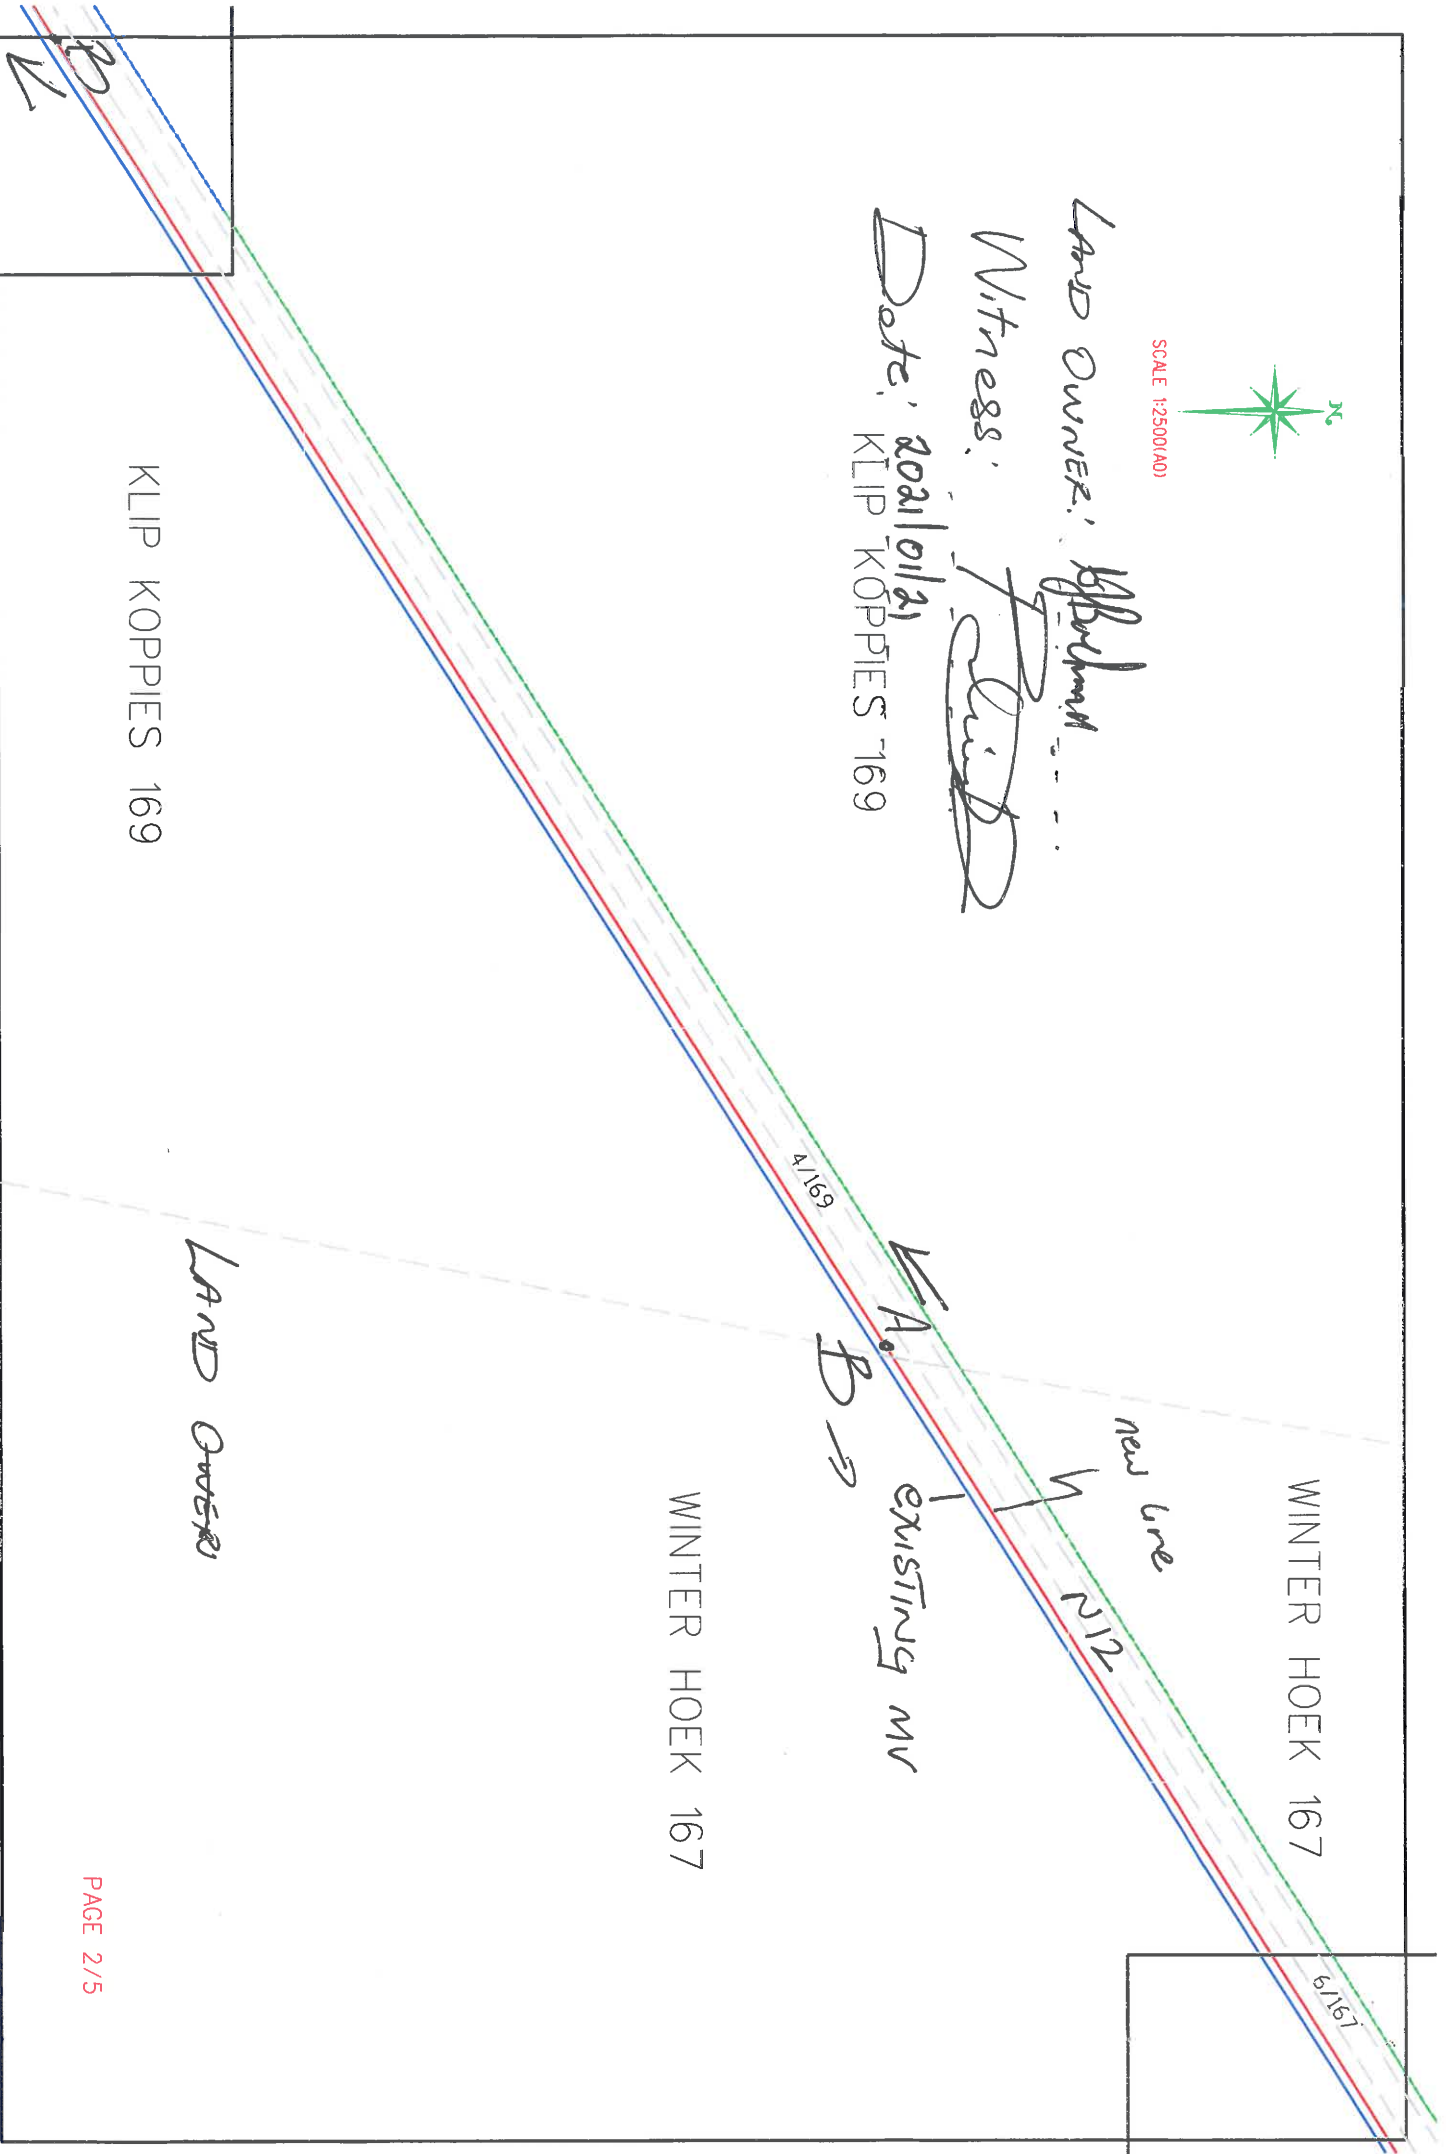 N
SCALE 1:2500(A0)
LAND OWNER:
Witness:
Date: 2021/01/21
KLIP KOPPIES 169
KLIP KOPPIES 169
B
4/169
A
B
new line
N12
EXISTING MV
WINTER HOEK 167
WINTER HOEK 167
6/167
LAND
PAGE 2/5